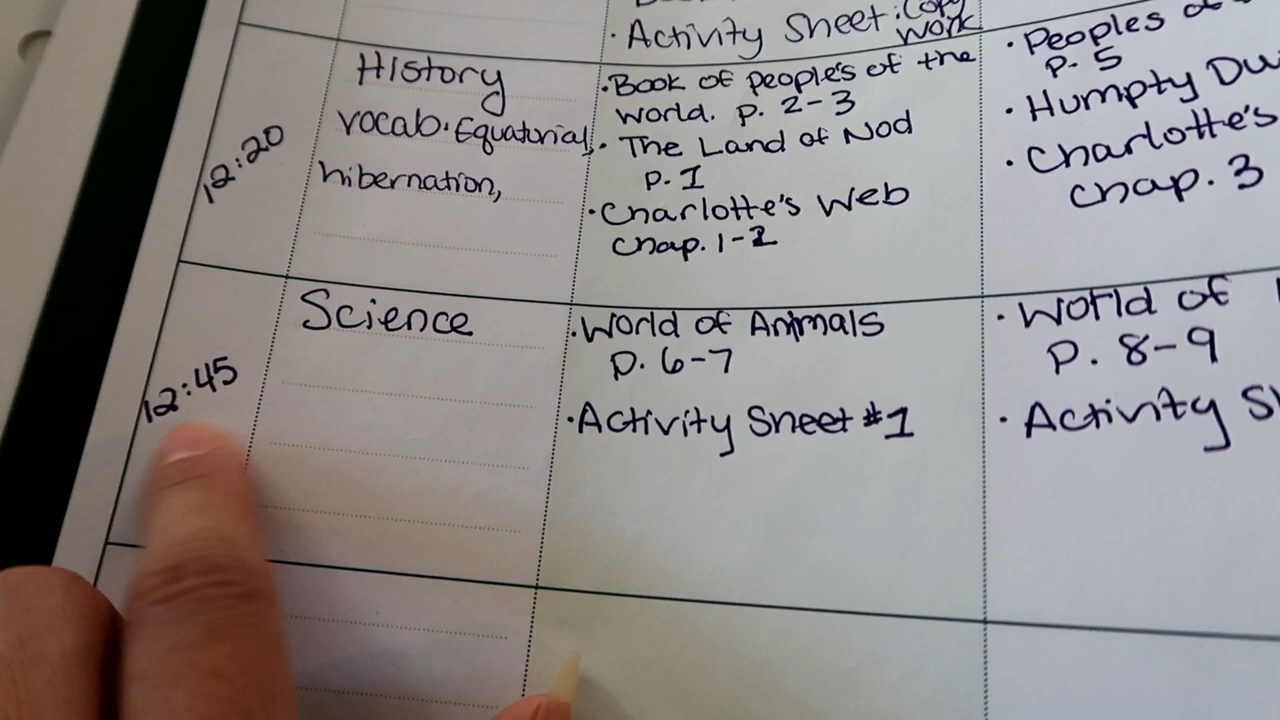 Activity Sheet: Copy
work
12:20
History
vocab: Equatorial,
hibernation,
• Book of people's of the
world. p. 2-3
• The Land of Nod
p. 1
• Charlotte's Web
Chap. 1-2
• Peoples
p. 5
• Humpty
• Charlotte's
Chap. 3
12:45
Science
• World of Animals
p. 6-7
• Activity Sheet #1
• World of
p. 8-9
• Activity